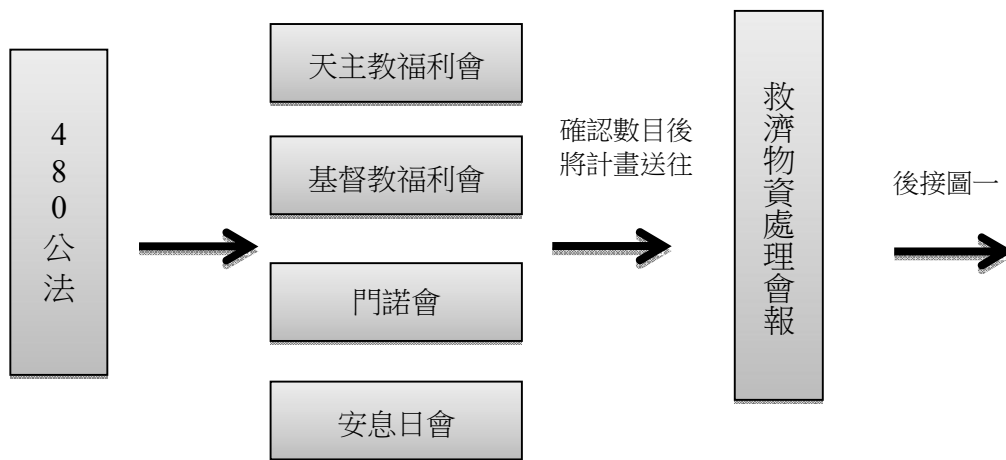 480公法
天主教福利會
基督教福利會
門諾會
安息日會
確認數目後
將計畫送往
救濟物資處理會報
後接圖一